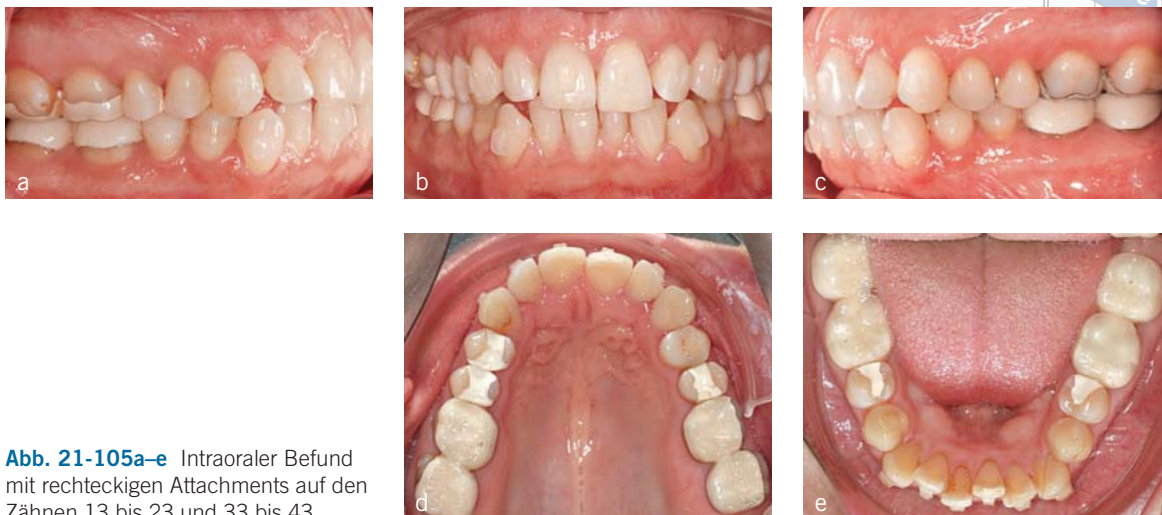 a
b
c
d
e
Abb. 21-105a–e Intraoraler Befund
mit rechteckigen Attachments auf den
Zähnen 13 bis 23 und 33 bis 43.